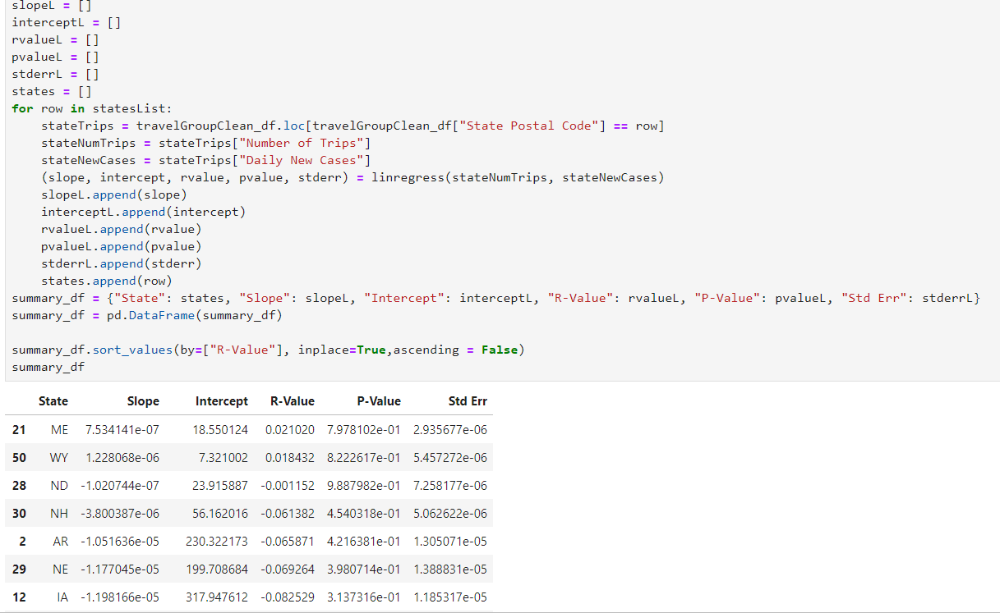 slopeL = []
interceptL = []
rvalueL = []
pvalueL = []
stderrL = []
states = []
for row in statesList:
    stateTrips = travelGroupClean_df.loc[travelGroupClean_df["State Postal Code"] == row]
    stateNumTrips = stateTrips["Number of Trips"]
    stateNewCases = stateTrips["Daily New Cases"]
    (slope, intercept, rvalue, pvalue, stderr) = linregress(stateNumTrips, stateNewCases)
    slopeL.append(slope)
    interceptL.append(intercept)
    rvalueL.append(rvalue)
    pvalueL.append(pvalue)
    stderrL.append(stderr)
    states.append(row)
summary_df = {"State": states, "Slope": slopeL, "Intercept": interceptL, "R-Value": rvalueL, "P-Value": pvalueL, "Std Err": stderrL}
summary_df = pd.DataFrame(summary_df)

summary_df.sort_values(by=["R-Value"], inplace=True,ascending = False)
summary_df
State Slope Intercept R-Value P-Value Std Err
21 ME 7.534141e-07 18.550124 0.021020 7.978102e-01 2.935677e-06
50 WY 1.228068e-06 7.321002 0.018432 8.222617e-01 5.457272e-06
28 ND -1.020744e-07 23.915887 -0.001152 9.887982e-01 7.258177e-06
30 NH -3.800387e-06 56.162016 -0.061382 4.540318e-01 5.062622e-06
2 AR -1.051636e-05 230.322173 -0.065871 4.216381e-01 1.305071e-05
29 NE -1.177045e-05 199.708684 -0.069264 3.980714e-01 1.388831e-05
12 IA -1.198166e-05 317.947612 -0.082529 3.137316e-01 1.185317e-05